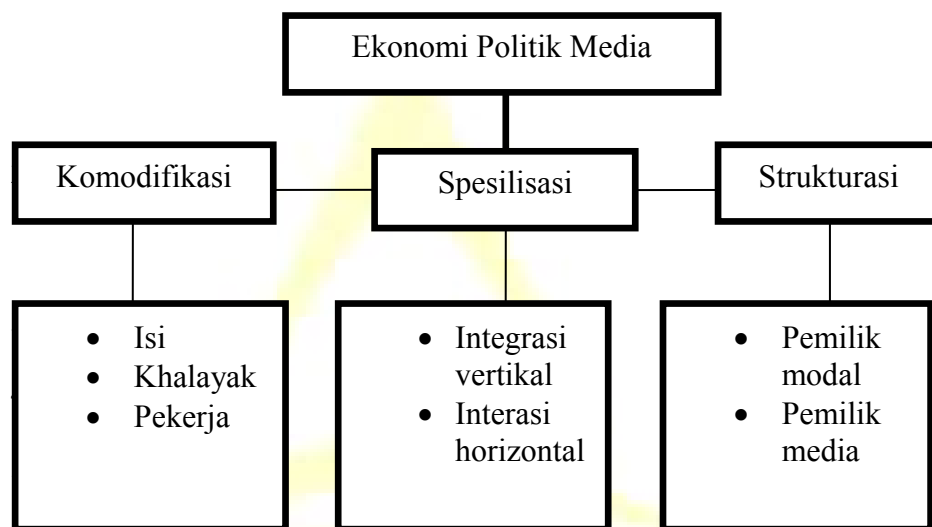 Ekonomi Politik Media
Komodifikasi
Spesilisasi
Strukturasi
• Isi
• Khalayak
• Pekerja
• Integrasi
vertikal
• Interasi
horizontal
• Pemilik
modal
• Pemilik
media